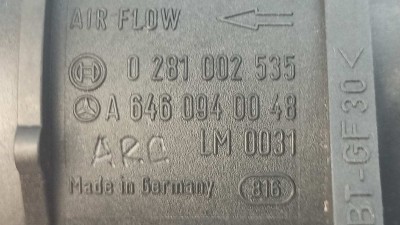 AIR FLOW
0 281 002 535
A 646 094 00 48
ARC LM 0031
Made in Germany 816
BT-GF30<